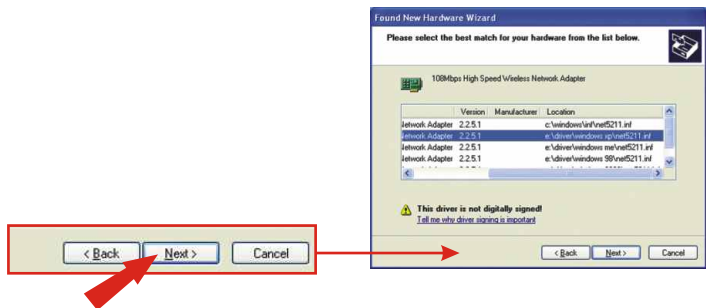 Found New Hardware Wizard
Please select the best match for your hardware from the list below.
108Mbps High Speed Wireless Network Adapter
Version Manufacturer Location
Network Adapter 2.2.5.1 c:\windows\inf\net5211.inf
Network Adapter 2.2.5.1 e:\driver\windows xp\net5211.inf
Network Adapter 2.2.5.1 e:\driver\windows me\net5211.inf
Network Adapter 2.2.5.1 e:\driver\windows 98\net5211.inf
This driver is not digitally signed!
Tell me why driver signing is important
< Back Next > Cancel
< Back Next > Cancel